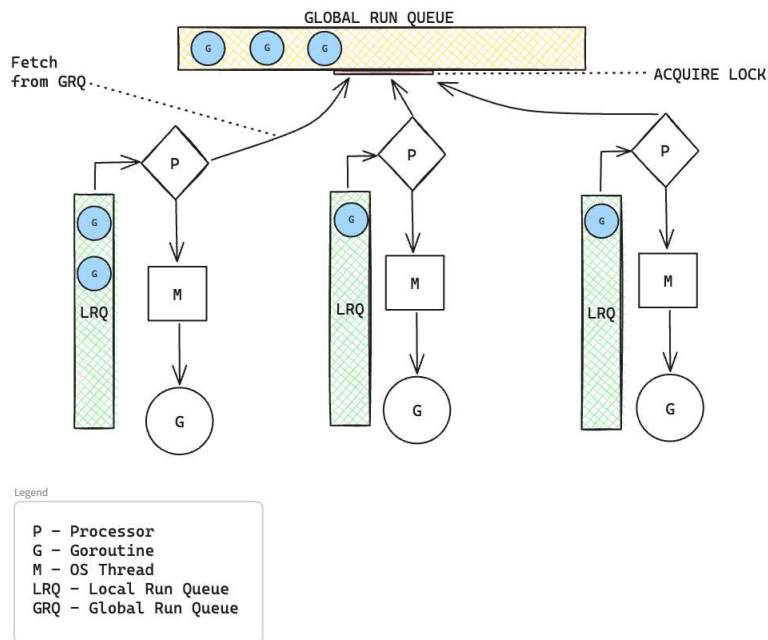 GLOBAL RUN QUEUE
G G G
Fetch
from GRQ
ACQUIRE LOCK
P P P
G G G
G
M M M
LRQ LRQ LRQ
G G G
Legend
P – Processor
G – Goroutine
M – OS Thread
LRQ – Local Run Queue
GRQ – Global Run Queue